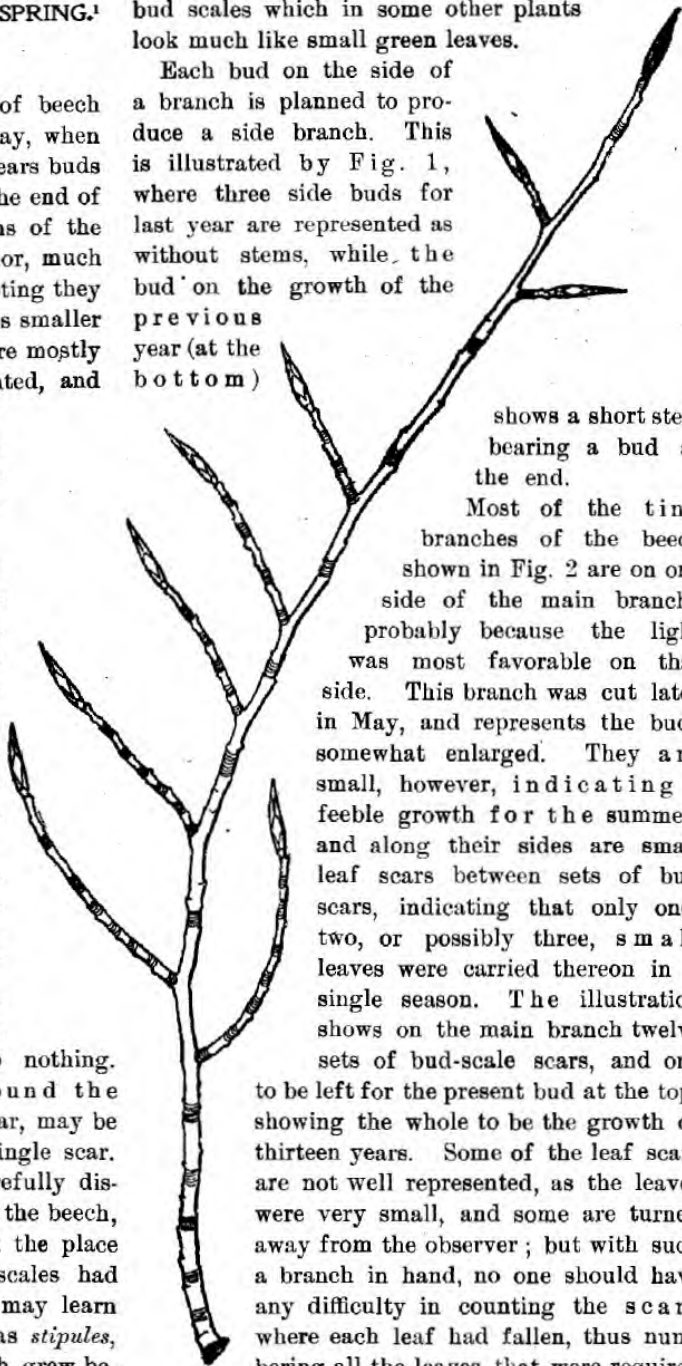 SPRING.¹
of beech
ay, when
ears buds
he end of
ns of the
or, much
ting they
s smaller
re mostly
ated, and
nothing.
und the
ar, may be
ingle scar.
efully dis-
the beech,
the place
scales had
may learn
as stipules,
bud scales which in some other plants
look much like small green leaves.
Each bud on the side of
a branch is planned to pro-
duce a side branch. This
is illustrated by Fig. 1,
where three side buds for
last year are represented as
without stems, while the
bud on the growth of the
previous
year (at the
bottom)
shows a short ste
bearing a bud
the end.
Most of the tin
branches of the beec
shown in Fig. 2 are on on
side of the main branch
probably because the ligh
was most favorable on tha
side. This branch was cut late
in May, and represents the bud
somewhat enlarged. They ar
small, however, indicating
feeble growth for the summe
and along their sides are sma
leaf scars between sets of bu
scars, indicating that only one
two, or possibly three, smal
leaves were carried thereon in
single season. The illustratio
shows on the main branch twelv
sets of bud-scale scars, and on
to be left for the present bud at the top
showing the whole to be the growth o
thirteen years. Some of the leaf sca
are not well represented, as the leave
were very small, and some are turne
away from the observer ; but with suc
a branch in hand, no one should hav
any difficulty in counting the scar
where each leaf had fallen, thus num
bering all the leaves that were requir